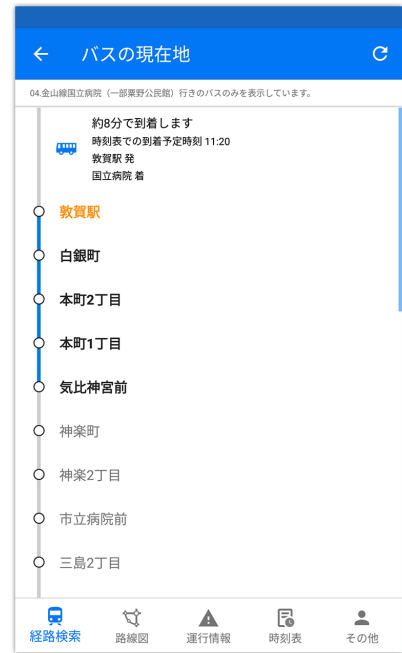 バスの現在地
04.金山線国立病院（一部粟野公民館）行きのバスのみを表示しています。
約8分で到着します
時刻表での到着予定時刻 11:20
敦賀駅 発
国立病院 着
敦賀駅
白銀町
本町2丁目
本町1丁目
気比神宮前
神楽町
神楽2丁目
市立病院前
三島2丁目
経路検索
路線図
運行情報
時刻表
その他